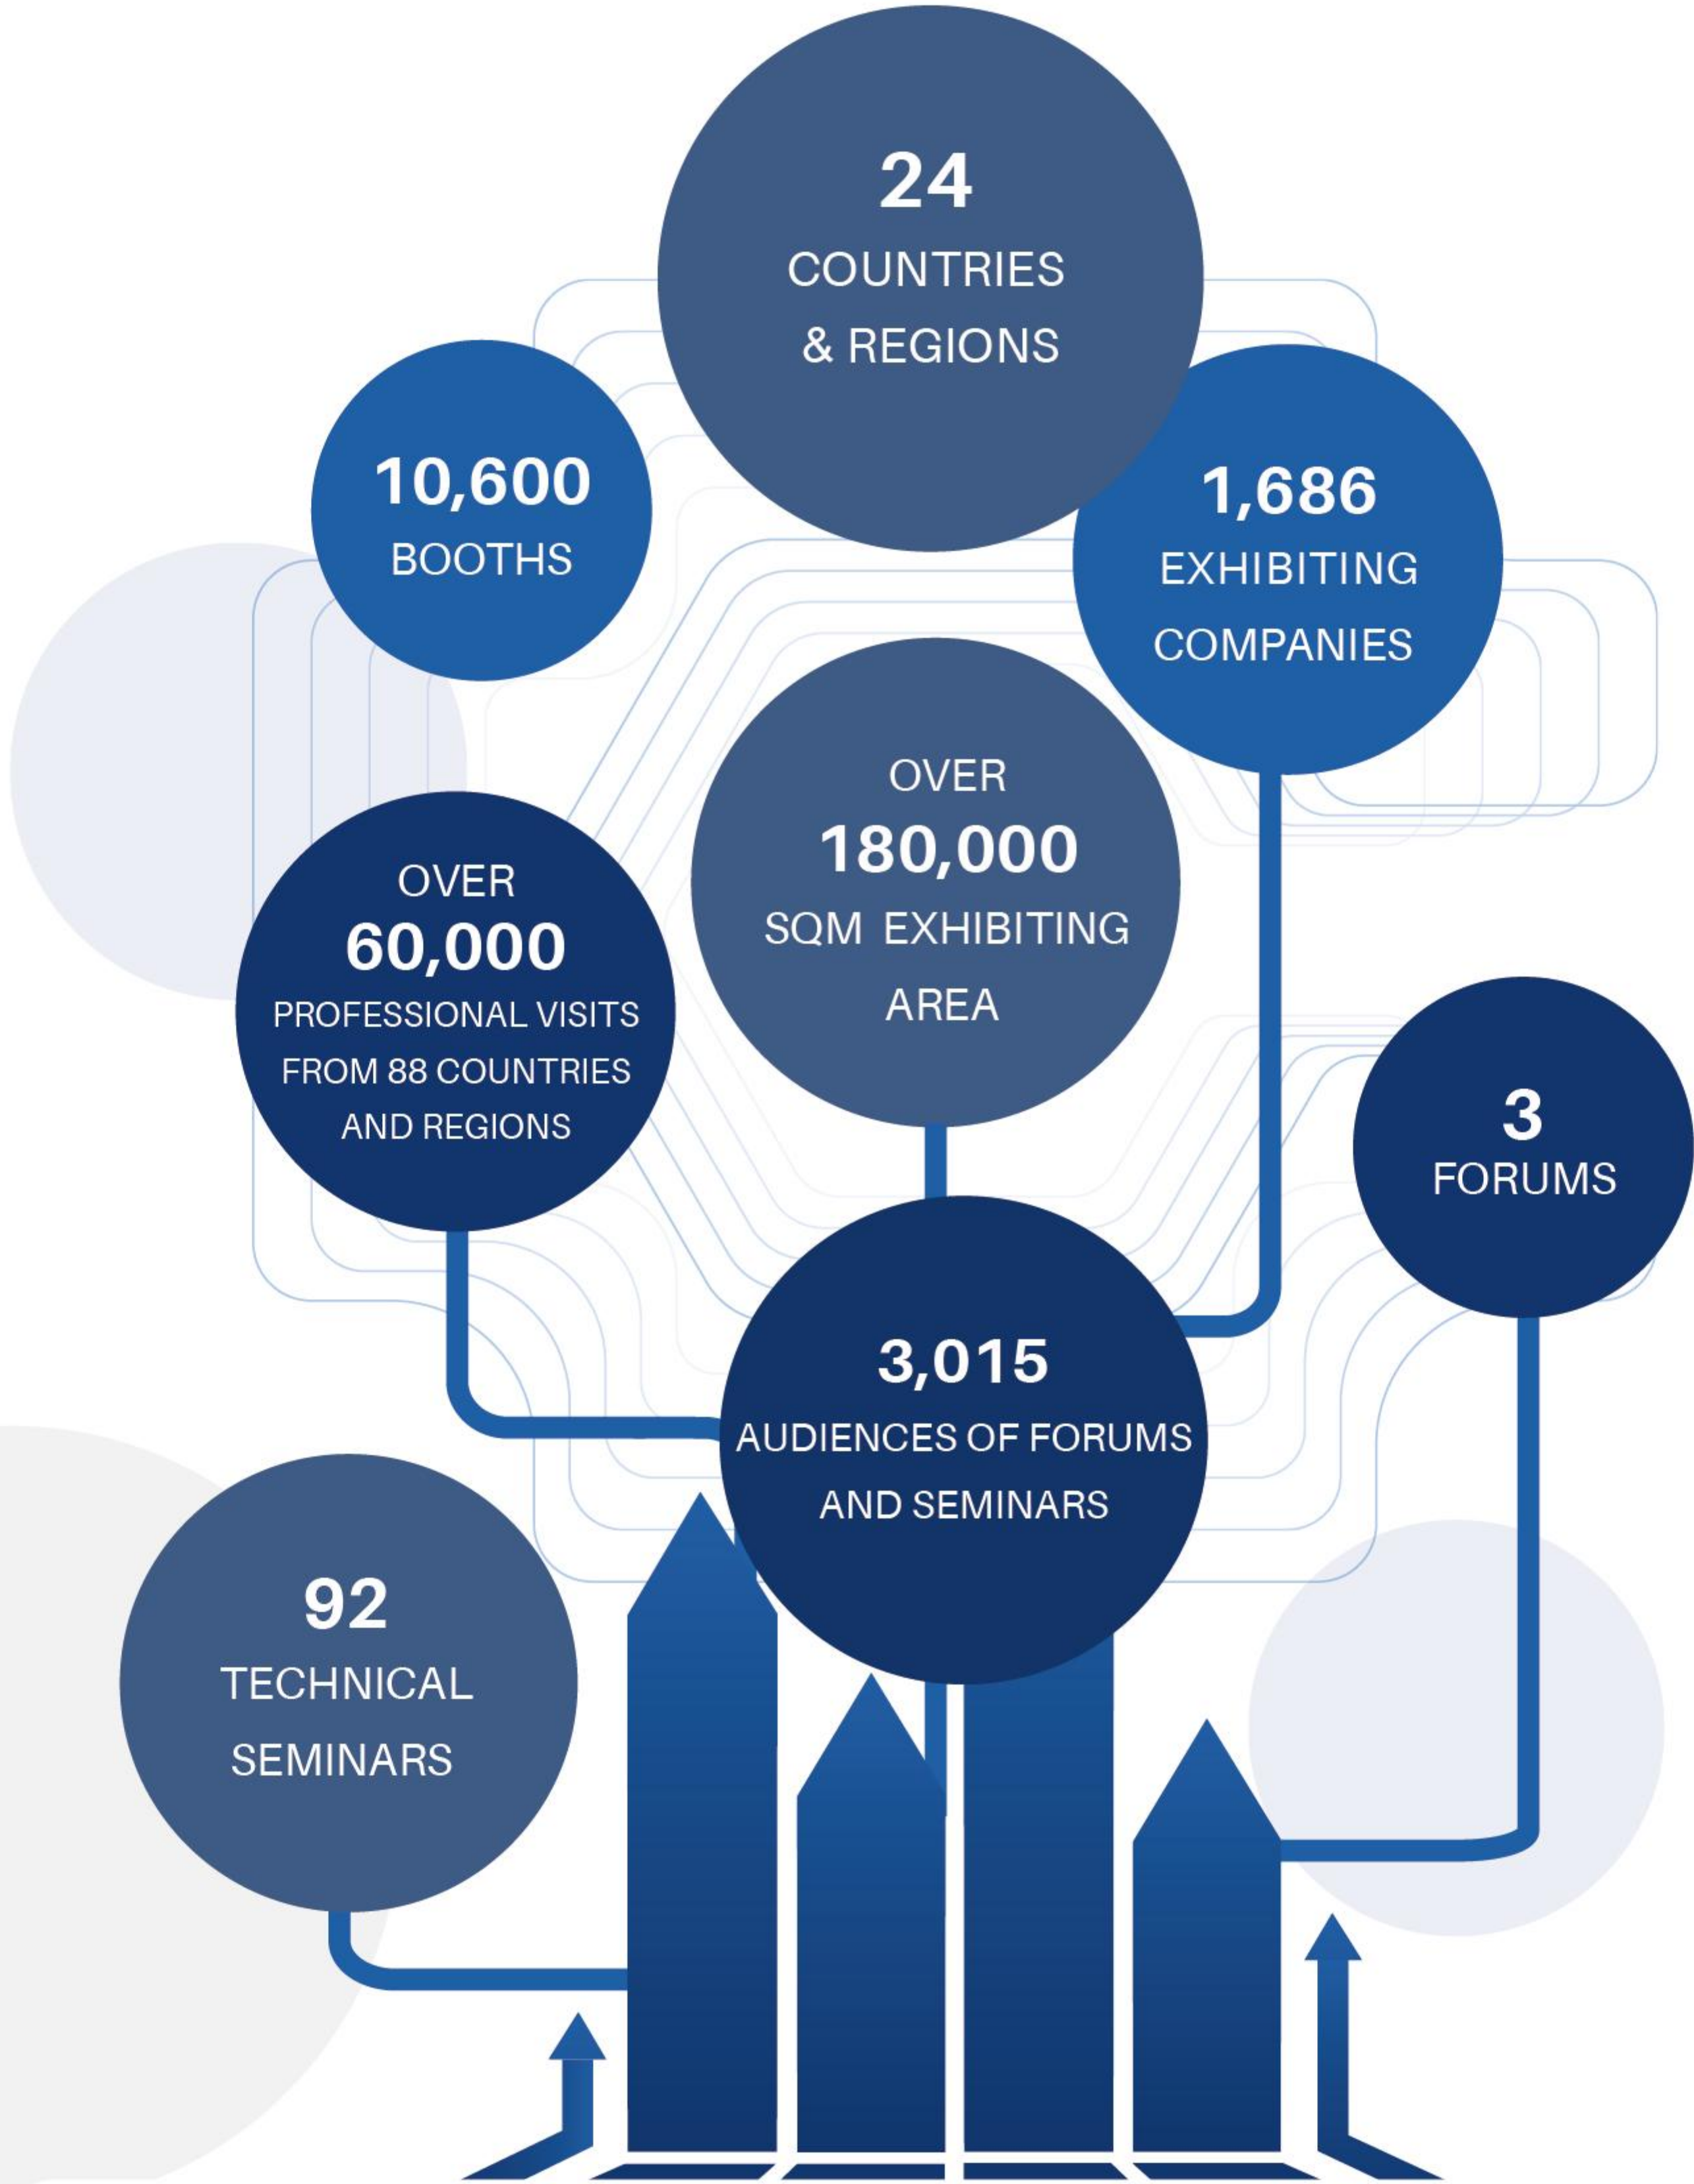 24
COUNTRIES
& REGIONS
10,600
BOOTHS
1,686
EXHIBITING
COMPANIES
OVER
180,000
SQM EXHIBITING
AREA
OVER
60,000
PROFESSIONAL VISITS
FROM 88 COUNTRIES
AND REGIONS
3
FORUMS
3,015
AUDIENCES OF FORUMS
AND SEMINARS
92
TECHNICAL
SEMINARS